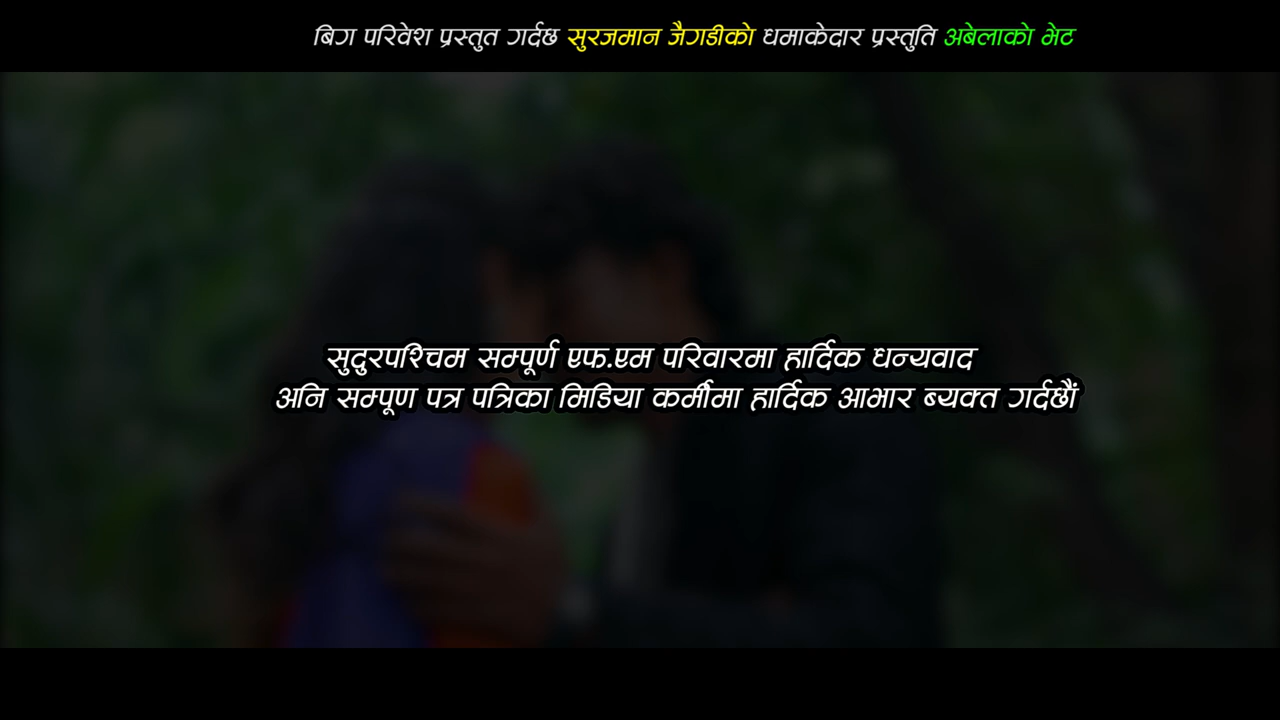 बिग परिवेश प्रस्तुत गर्दछ सुरजमान जैगडीको धमाकेदार प्रस्तुति अबेलाको भेट
सुदुरपश्चिम सम्पूर्ण एफ.एम परिवारमा हार्दिक धन्यवाद
अनि सम्पूण पत्र पत्रिका मिडिया कर्मीमा हार्दिक आभार ब्यक्त गर्दछौं